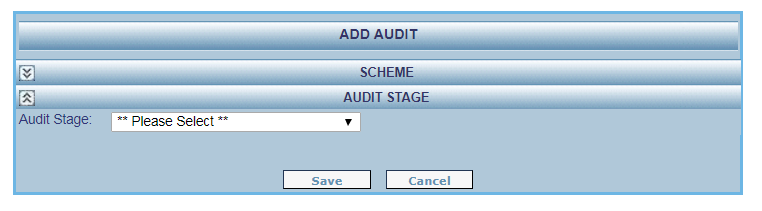 ADD AUDIT
SCHEME
AUDIT STAGE
Audit Stage: ** Please Select **
Save Cancel